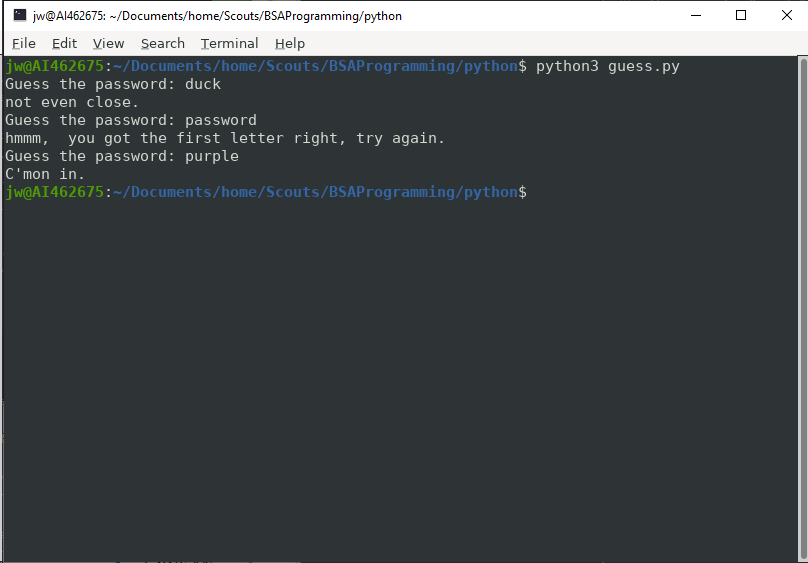 jw@AI462675: ~/Documents/home/Scouts/BSAProgramming/python
File Edit View Search Terminal Help
jw@AI462675:~/Documents/home/Scouts/BSAProgramming/python$ python3 guess.py
Guess the password: duck
not even close.
Guess the password: password
hmmm,  you got the first letter right, try again.
Guess the password: purple
C'mon in.
jw@AI462675:~/Documents/home/Scouts/BSAProgramming/python$